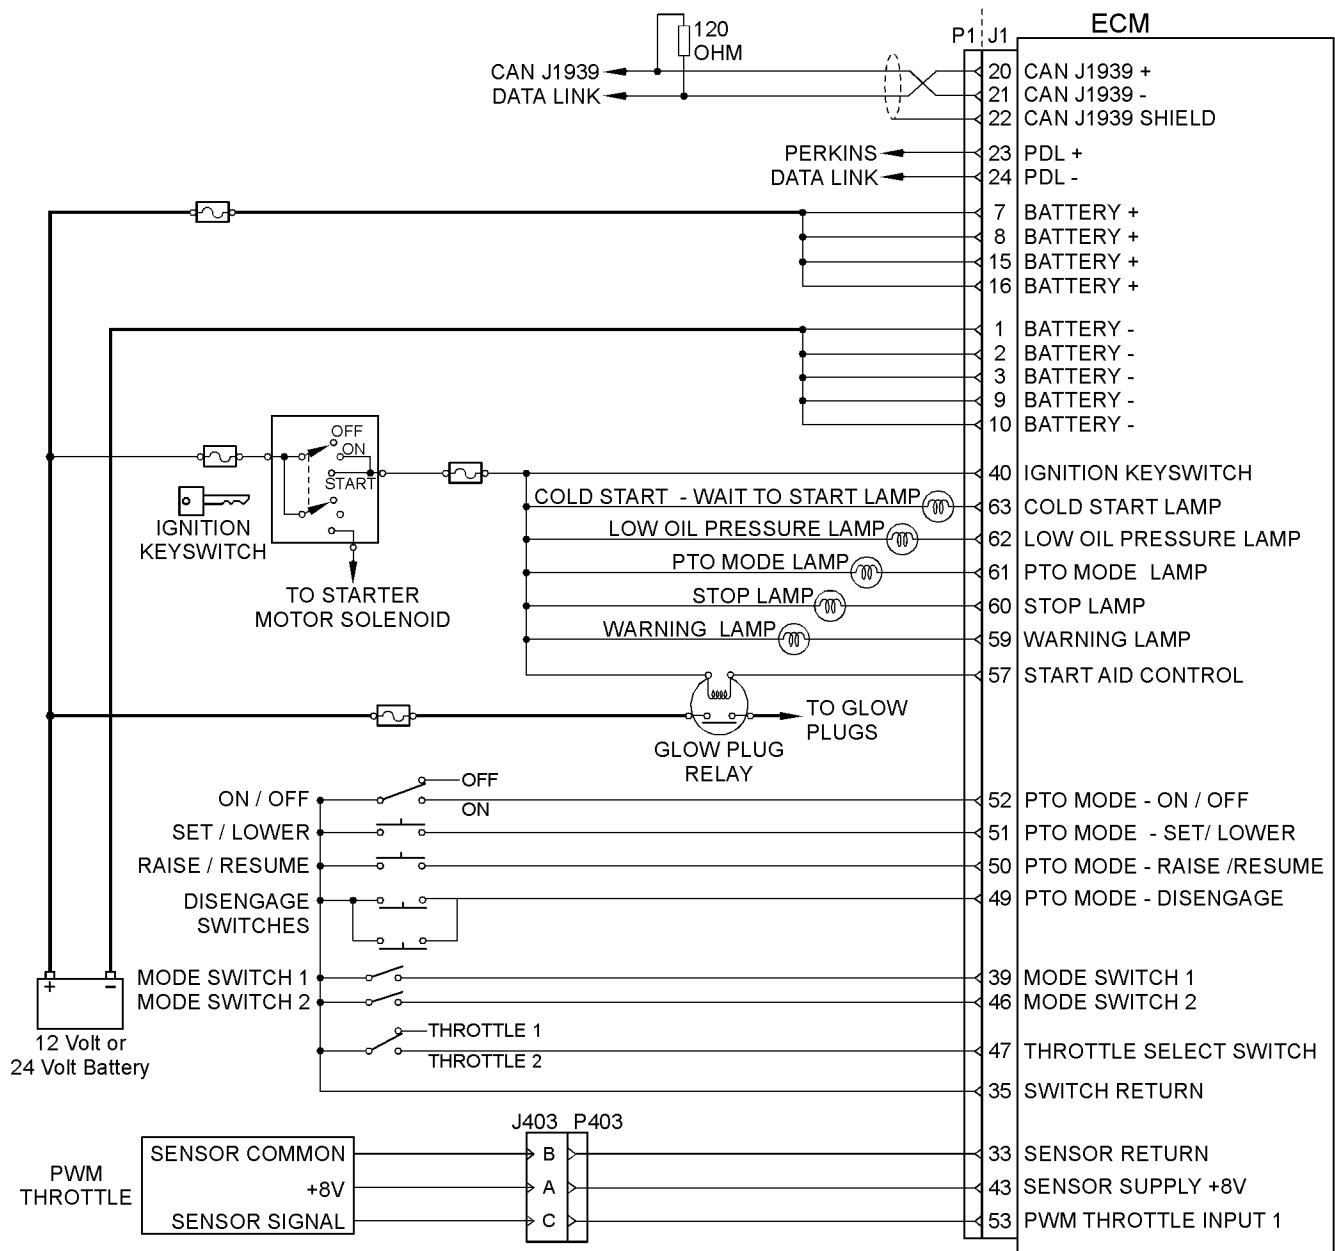 ECM
P1 J1
120
OHM
CAN J1939
DATA LINK
20 CAN J1939 +
21 CAN J1939 -
22 CAN J1939 SHIELD
PERKINS
DATA LINK
23 PDL +
24 PDL -
7 BATTERY +
8 BATTERY +
15 BATTERY +
16 BATTERY +
1 BATTERY -
2 BATTERY -
3 BATTERY -
9 BATTERY -
10 BATTERY -
OFF
ON
START
IGNITION
KEYSWITCH
TO STARTER
MOTOR SOLENOID
40 IGNITION KEYSWITCH
COLD START - WAIT TO START LAMP
63 COLD START LAMP
LOW OIL PRESSURE LAMP
62 LOW OIL PRESSURE LAMP
PTO MODE LAMP
61 PTO MODE LAMP
STOP LAMP
60 STOP LAMP
WARNING LAMP
59 WARNING LAMP
57 START AID CONTROL
TO GLOW
PLUGS
GLOW PLUG
RELAY
OFF
ON / OFF
ON
52 PTO MODE - ON / OFF
SET / LOWER
51 PTO MODE - SET/ LOWER
RAISE / RESUME
50 PTO MODE - RAISE /RESUME
DISENGAGE
SWITCHES
49 PTO MODE - DISENGAGE
MODE SWITCH 1
39 MODE SWITCH 1
MODE SWITCH 2
46 MODE SWITCH 2
+ -
12 Volt or
24 Volt Battery
THROTTLE 1
THROTTLE 2
47 THROTTLE SELECT SWITCH
35 SWITCH RETURN
J403 P403
PWM
THROTTLE
SENSOR COMMON
B
33 SENSOR RETURN
+8V
A
43 SENSOR SUPPLY +8V
SENSOR SIGNAL
C
53 PWM THROTTLE INPUT 1